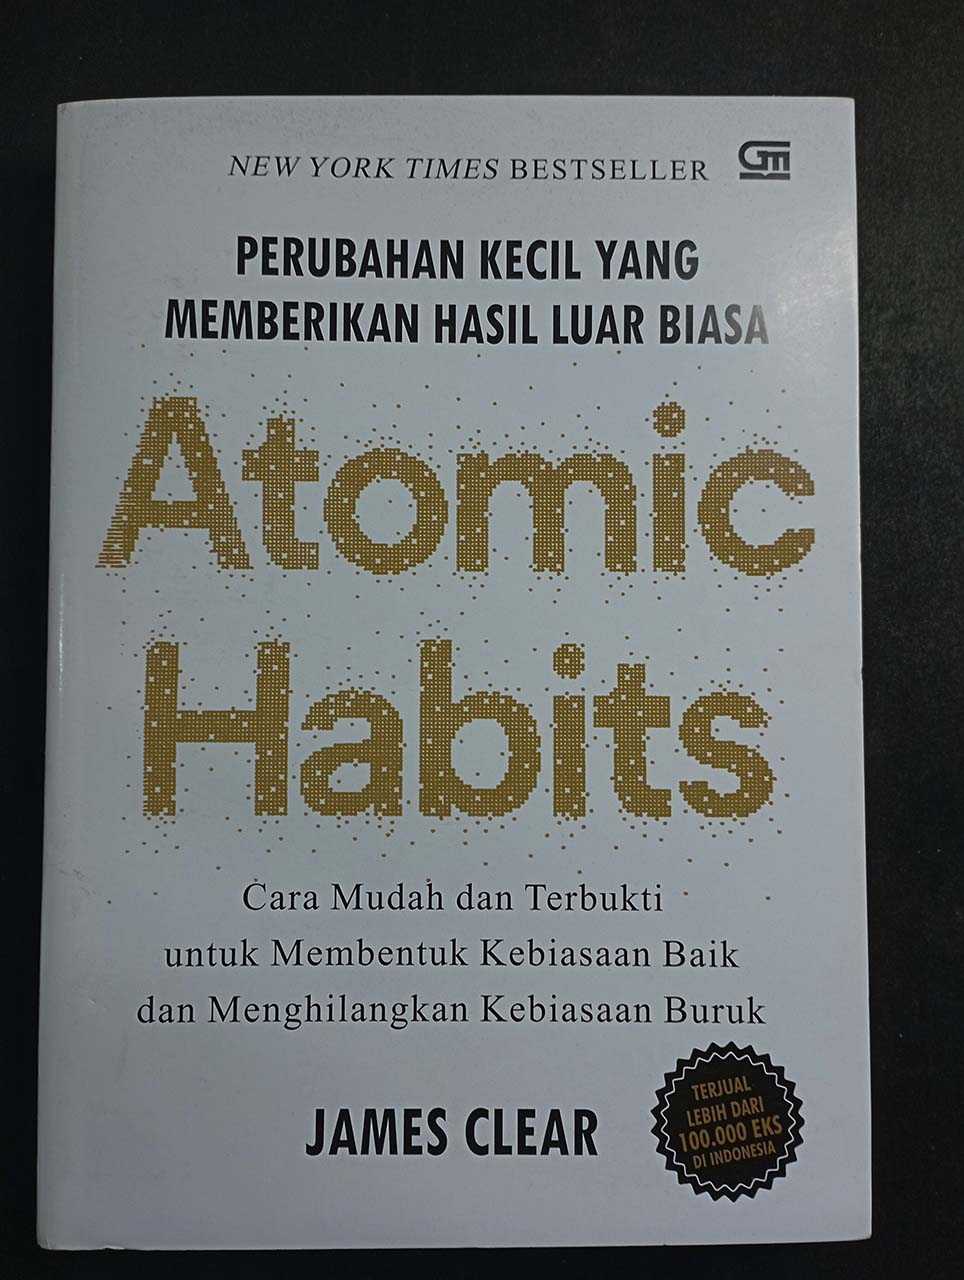 NEW YORK TIMES BESTSELLER
GM
PERUBAHAN KECIL YANG
MEMBERIKAN HASIL LUAR BIASA
Atomic
Habits
Cara Mudah dan Terbukti
untuk Membentuk Kebiasaan Baik
dan Menghilangkan Kebiasaan Buruk
JAMES CLEAR
TERJUAL
LEBIH DARI
100.000 EKS
DI INDONESIA